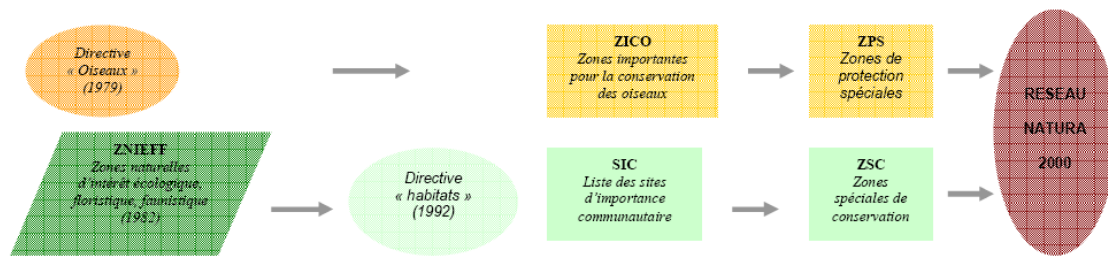 Directive
« Oiseaux »
(1979)
ZICO
Zones importantes
pour la conservation
des oiseaux
ZPS
Zones de
protection
spéciales
RESEAU
NATURA
2000
ZNIEFF
Zones naturelles
d'intérêt écologique,
floristique, faunistique
(1982)
Directive
« habitats »
(1992)
SIC
Liste des sites
d'importance
communautaire
ZSC
Zones
spéciales de
conservation